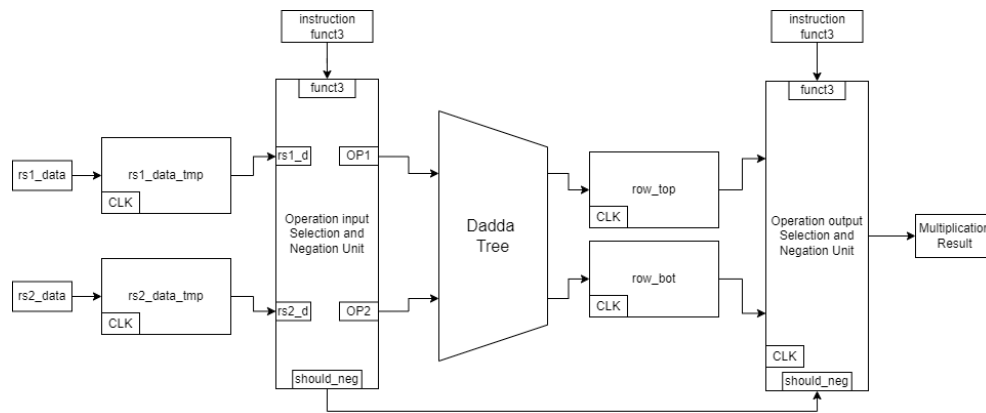 instruction
funct3
instruction
funct3
funct3
funct3
rs1_data
rs1_data_tmp
CLK
rs1_d
OP1
row_top
CLK
Operation input
Selection and
Negation Unit
Dadda
Tree
Operation output
Selection and
Negation Unit
Multiplication
Result
rs2_data
rs2_data_tmp
CLK
rs2_d
OP2
row_bot
CLK
CLK
should_neg
should_neg